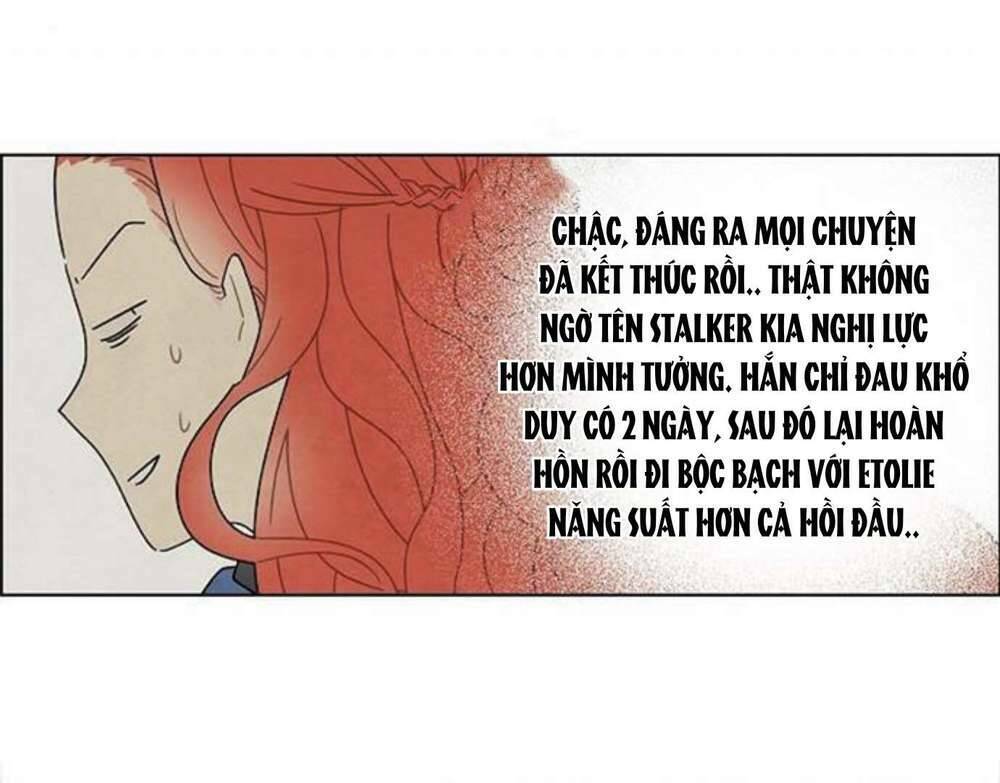 CHẬC, ĐÁNG RA MỌI CHUYỆN
ĐÃ KẾT THÚC RỒI.. THẬT KHÔNG
NGỜ TÊN STALKER KIA NGHỊ LỰC
HƠN MÌNH TƯỞNG. HẮN CHỈ ĐAU KHỔ
DUY CÓ 2 NGÀY, SAU ĐÓ LẠI HOÀN
HỒN RỒI ĐI BỘC BẠCH VỚI ETOLIE
NĂNG SUẤT HƠN CẢ HỒI ĐẦU..